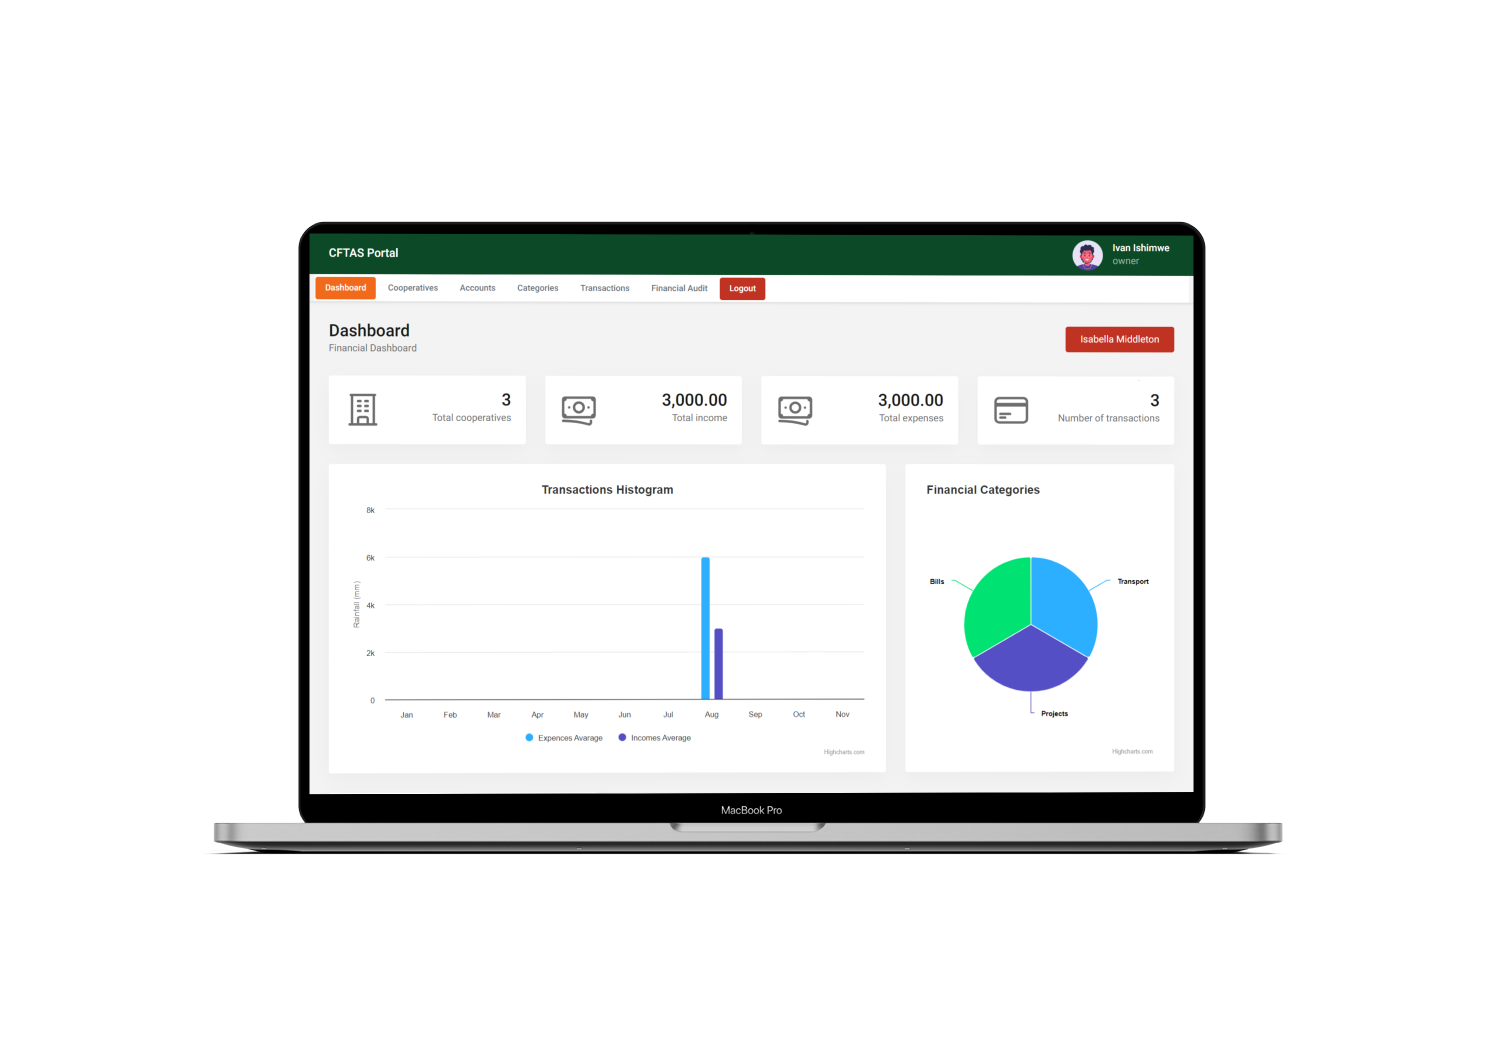 CFTAS Portal
Ivan Ishimwe
owner
Dashboard
Cooperatives
Accounts
Categories
Transactions
Financial Audit
Logout
Dashboard
Financial Dashboard
Isabella Middleton
3
Total cooperatives
3,000.00
Total income
3,000.00
Total expenses
3
Number of transactions
Transactions Histogram
8k
6k
4k
2k
0
Rainfall (mm)
Jan Feb Mar Apr May Jun Jul Aug Sep Oct Nov
Expences Avarage
Incomes Average
Highcharts.com
Financial Categories
Bills
Transport
Projects
Highcharts.com
MacBook Pro